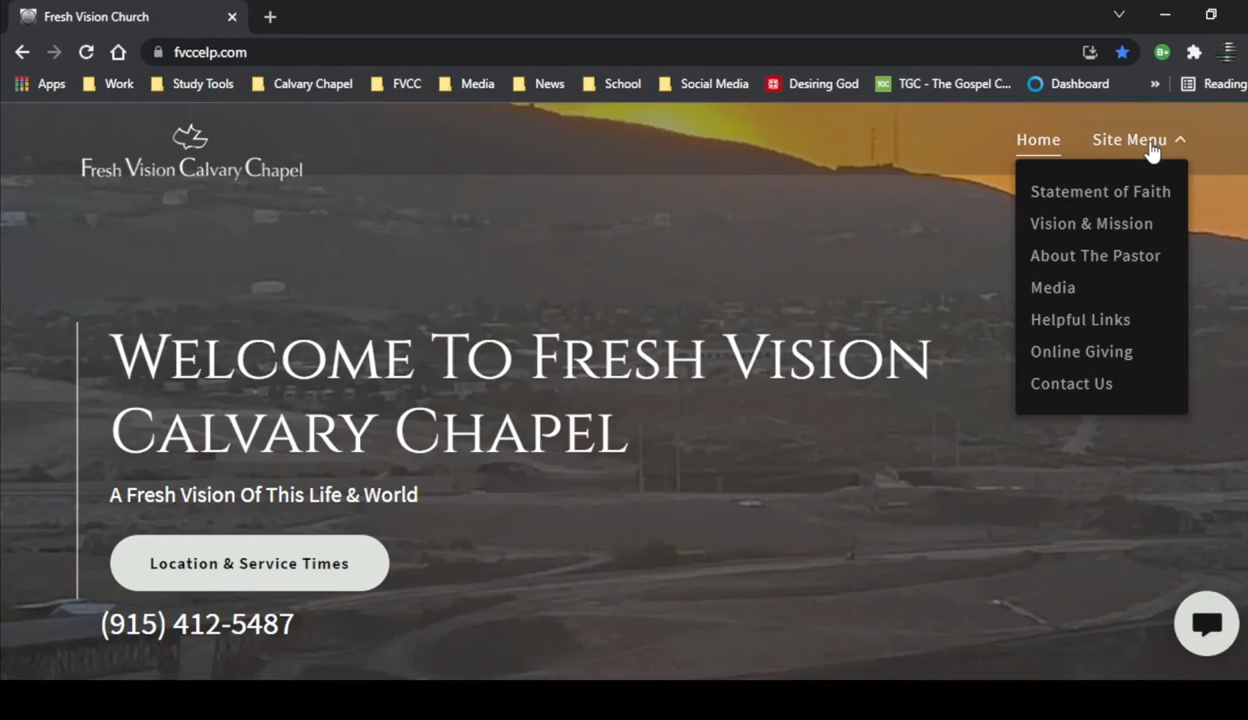 Fresh Vision Church
fvccelp.com
Apps Work Study Tools Calvary Chapel FVCC Media News School Social Media Desiring God TGC TGC - The Gospel C... Dashboard » Reading
Fresh Vision Calvary Chapel
Home Site Menu
Statement of Faith
Vision & Mission
About The Pastor
Media
Helpful Links
Online Giving
Contact Us
Welcome To Fresh Vision
Calvary Chapel
A Fresh Vision Of This Life & World
Location & Service Times
(915) 412-5487